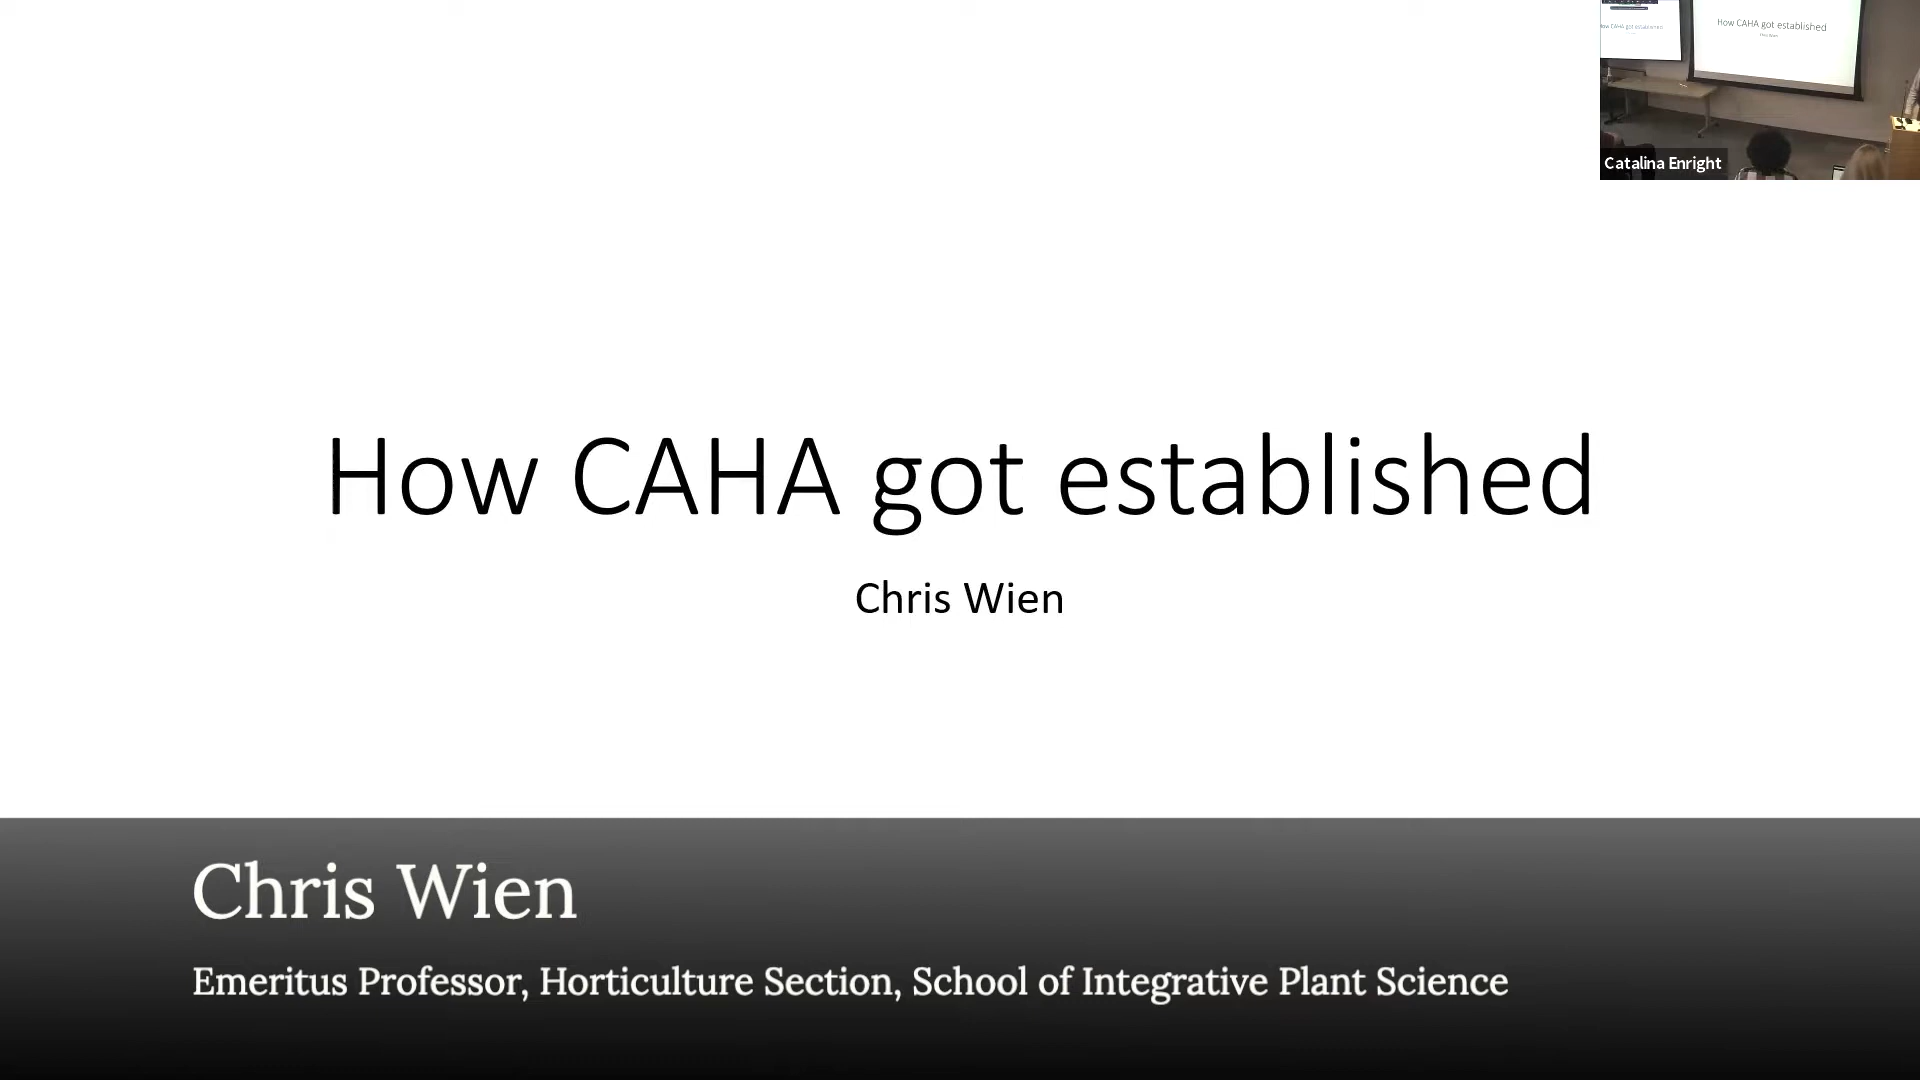 How CAHA got established
Catalina Enright
How CAHA got established
Chris Wien
Chris Wien
Emeritus Professor, Horticulture Section, School of Integrative Plant Science